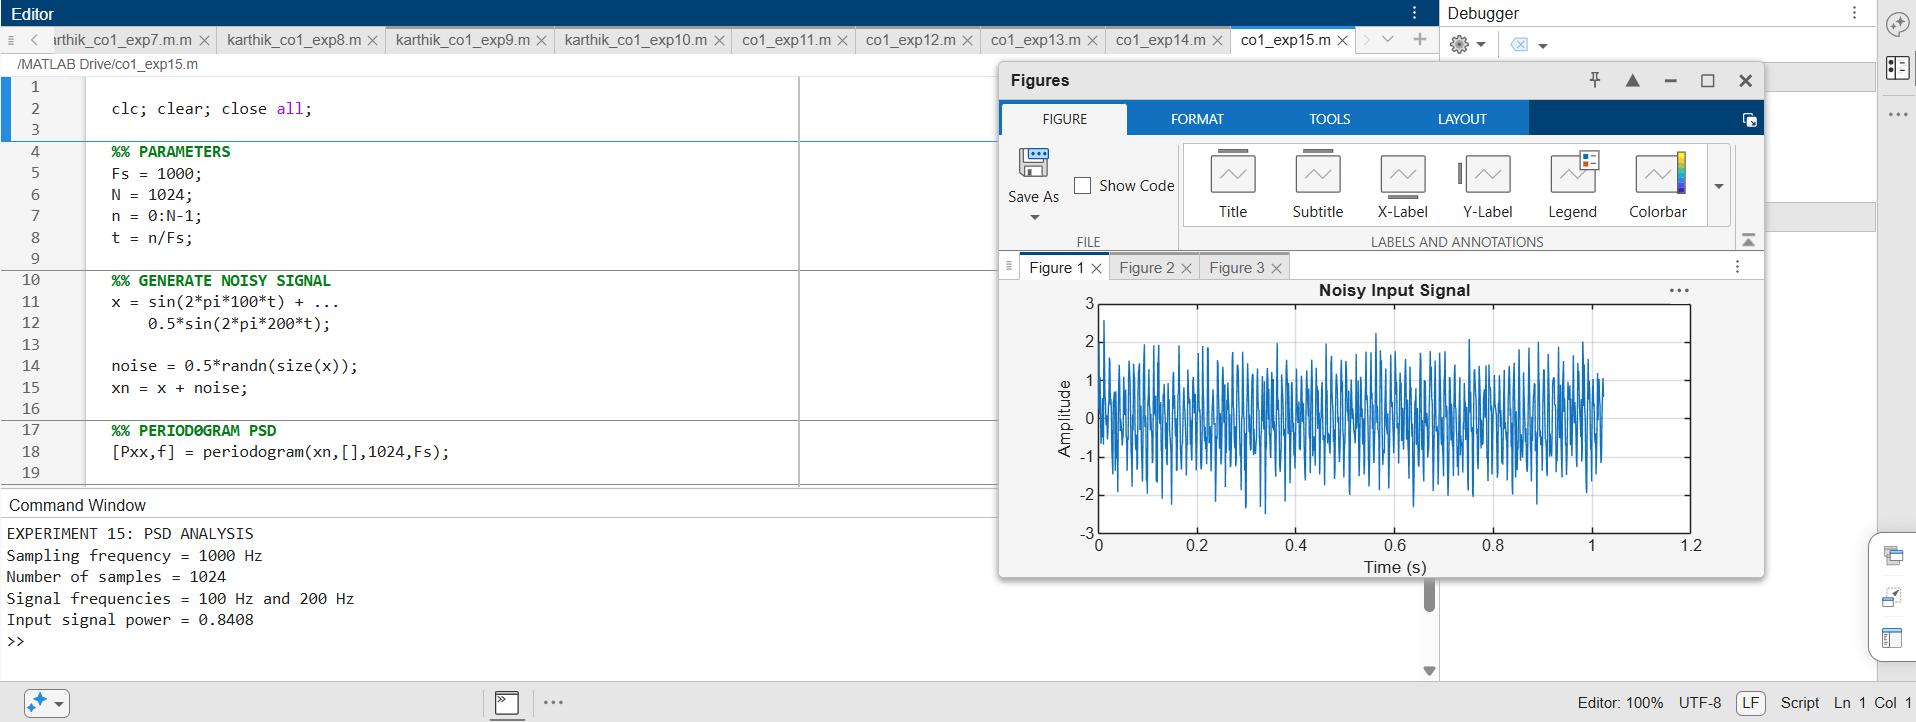 Editor
Debugger
arthik_co1_exp7.m.m
karthik_co1_exp8.m
karthik_co1_exp9.m
karthik_co1_exp10.m
co1_exp11.m
co1_exp12.m
co1_exp13.m
co1_exp14.m
co1_exp15.m
/MATLAB Drive/co1_exp15.m
1
2 clc; clear; close all;
3
4 %% PARAMETERS
5 Fs = 1000;
6 N = 1024;
7 n = 0:N-1;
8 t = n/Fs;
9
10 %% GENERATE NOISY SIGNAL
11 x = sin(2*pi*100*t) + ...
12 0.5*sin(2*pi*200*t);
13
14 noise = 0.5*randn(size(x));
15 xn = x + noise;
16
17 %% PERIOD0GRAM PSD
18 [Pxx,f] = periodogram(xn,[],1024,Fs);
19
Command Window
EXPERIMENT 15: PSD ANALYSIS
Sampling frequency = 1000 Hz
Number of samples = 1024
Signal frequencies = 100 Hz and 200 Hz
Input signal power = 0.8408
>>
Figures
FIGURE FORMAT TOOLS LAYOUT
Save As
Show Code
Title Subtitle X-Label Y-Label Legend Colorbar
FILE LABELS AND ANNOTATIONS
Figure 1 Figure 2 Figure 3
Noisy Input Signal
3
2
1
0
-1
-2
-3
Amplitude
0 0.2 0.4 0.6 0.8 1 1.2
Time (s)
Editor: 100% UTF-8 LF Script Ln 1 Col 1